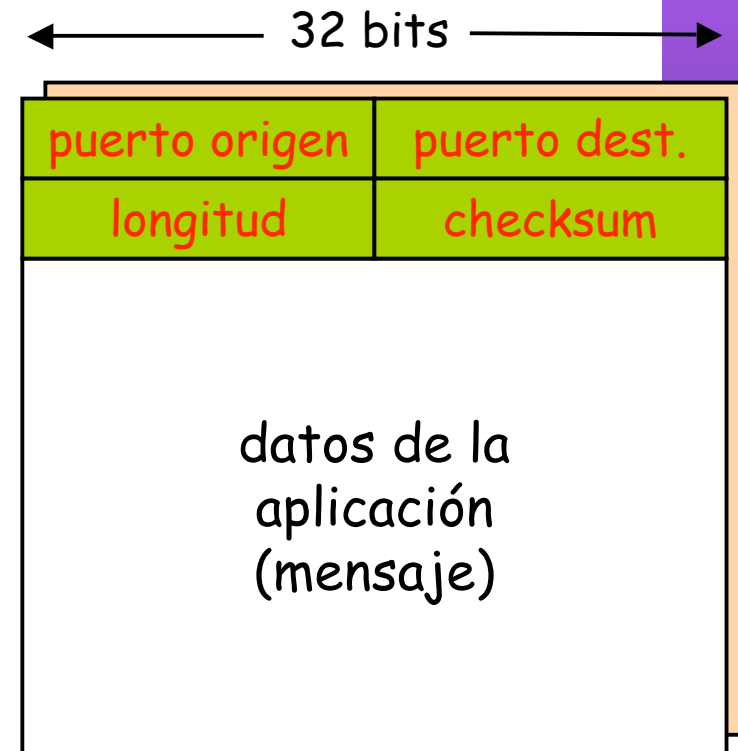 32 bits
puerto origen puerto dest.
longitud checksum
datos de la
aplicación
(mensaje)